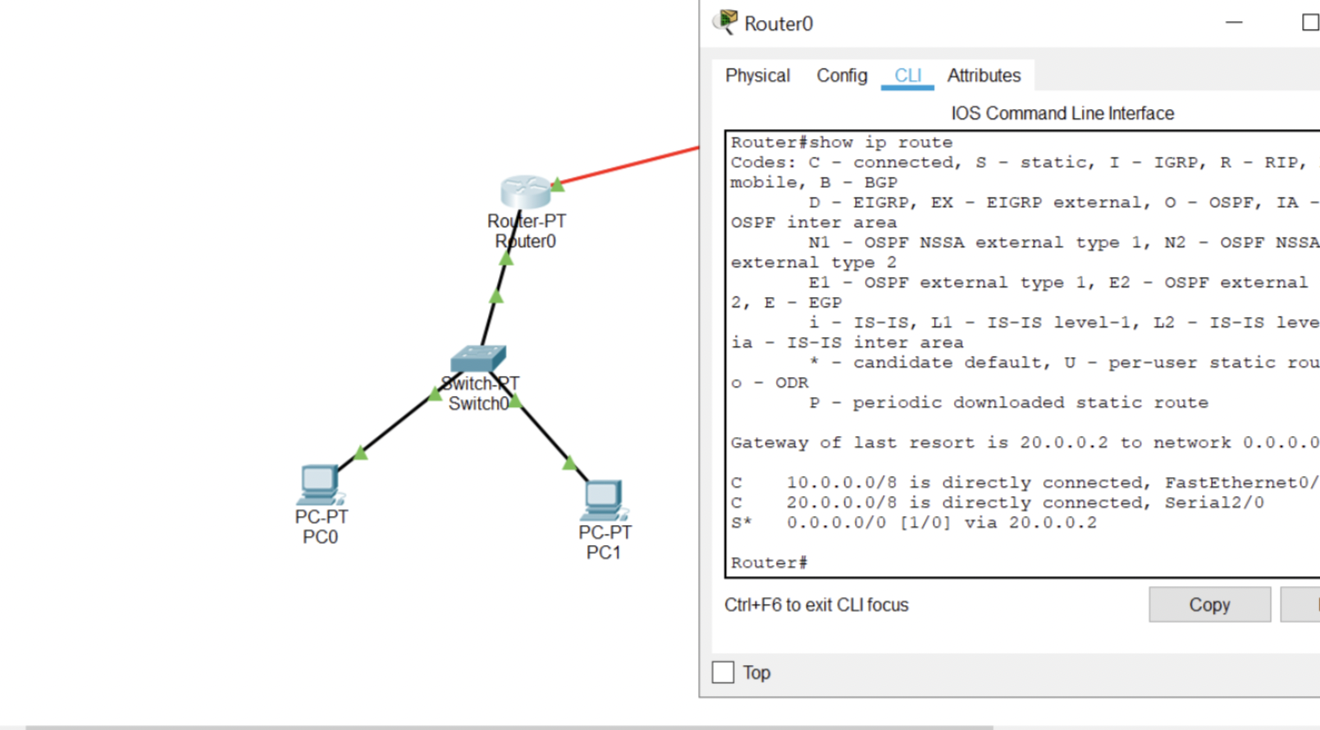 Router0
Physical Config CLI Attributes
IOS Command Line Interface
Router#show ip route
Codes: C - connected, S - static, I - IGRP, R - RIP,
mobile, B - BGP
D - EIGRP, EX - EIGRP external, O - OSPF, IA -
OSPF inter area
N1 - OSPF NSSA external type 1, N2 - OSPF NSSA
external type 2
E1 - OSPF external type 1, E2 - OSPF external
2, E - EGP
i - IS-IS, L1 - IS-IS level-1, L2 - IS-IS leve
ia - IS-IS inter area
* - candidate default, U - per-user static rou
o - ODR
P - periodic downloaded static route
Gateway of last resort is 20.0.0.2 to network 0.0.0.0
C 10.0.0.0/8 is directly connected, FastEthernet0/
C 20.0.0.0/8 is directly connected, Serial2/0
S* 0.0.0.0/0 [1/0] via 20.0.0.2
Router#
Ctrl+F6 to exit CLI focus
Copy
Top
Router-PT
Router0
Switch-PT
Switch0
PC-PT
PC0
PC-PT
PC1